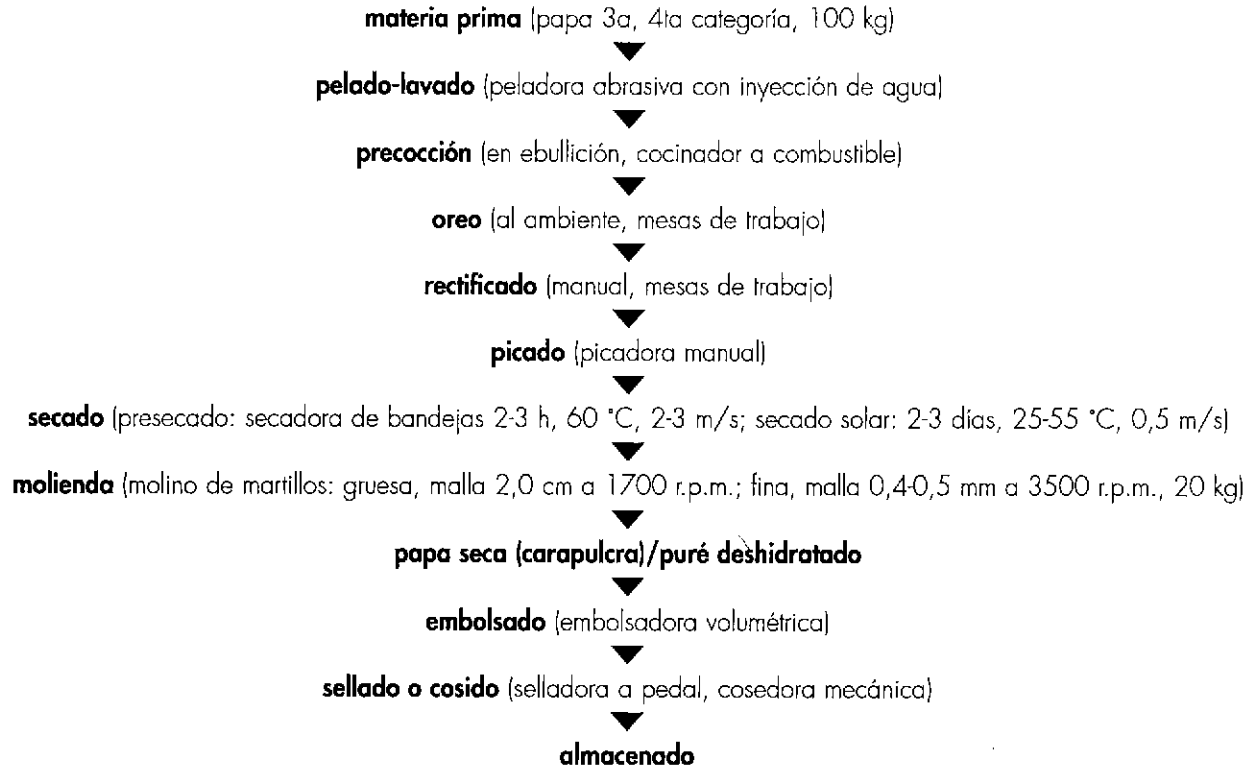 materia prima (papa 3a, 4ta categoría, 100 kg)
pelado-lavado (peladora abrasiva con inyección de agua)
precocción (en ebullición, cocinador a combustible)
oreo (al ambiente, mesas de trabajo)
rectificado (manual, mesas de trabajo)
picado (picadora manual)
secado (presecado: secadora de bandejas 2-3 h, 60 °C, 2-3 m/s; secado solar: 2-3 días, 25-55 °C, 0,5 m/s)
molienda (molino de martillos: gruesa, malla 2,0 cm a 1700 r.p.m.; fina, malla 0,4-0,5 mm a 3500 r.p.m., 20 kg)
papa seca (carapulcra)/puré deshidratado
embolsado (embolsadora volumétrica)
sellado o cosido (selladora a pedal, cosedora mecánica)
almacenado